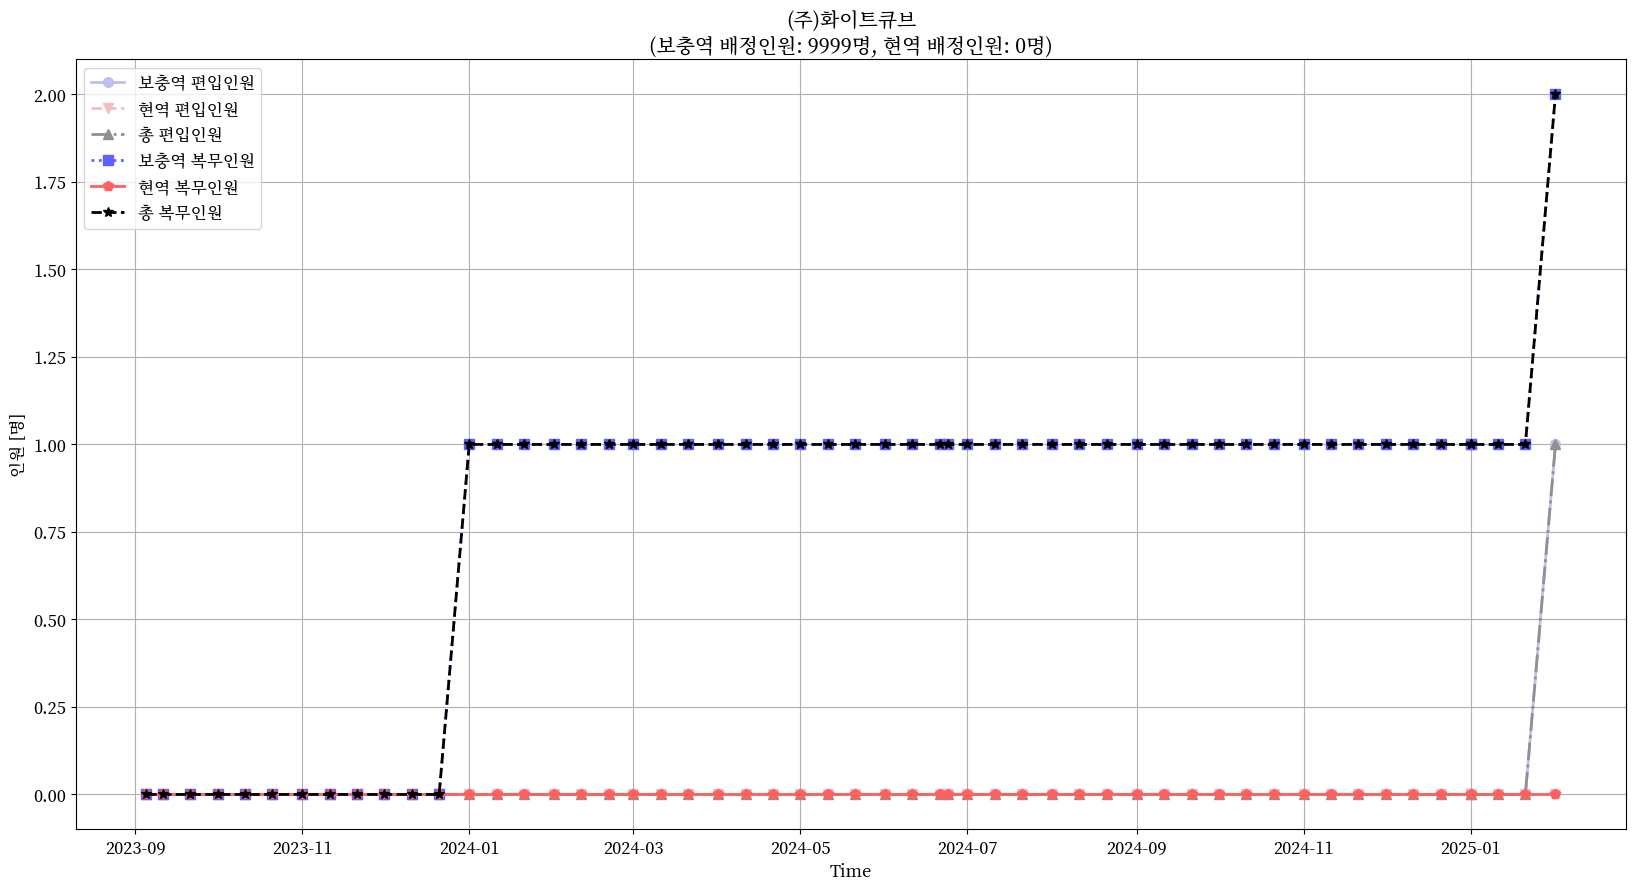 (주)화이트큐브
(보충역 배정인원: 9999명, 현역 배정인원: 0명)
보충역 편입인원
현역 편입인원
총 편입인원
보충역 복무인원
현역 복무인원
총 복무인원
2.00
1.75
1.50
1.25
1.00
0.75
0.50
0.25
0.00
인원 [명]
2023-09 2023-11 2024-01 2024-03 2024-05 2024-07 2024-09 2024-11 2025-01
Time